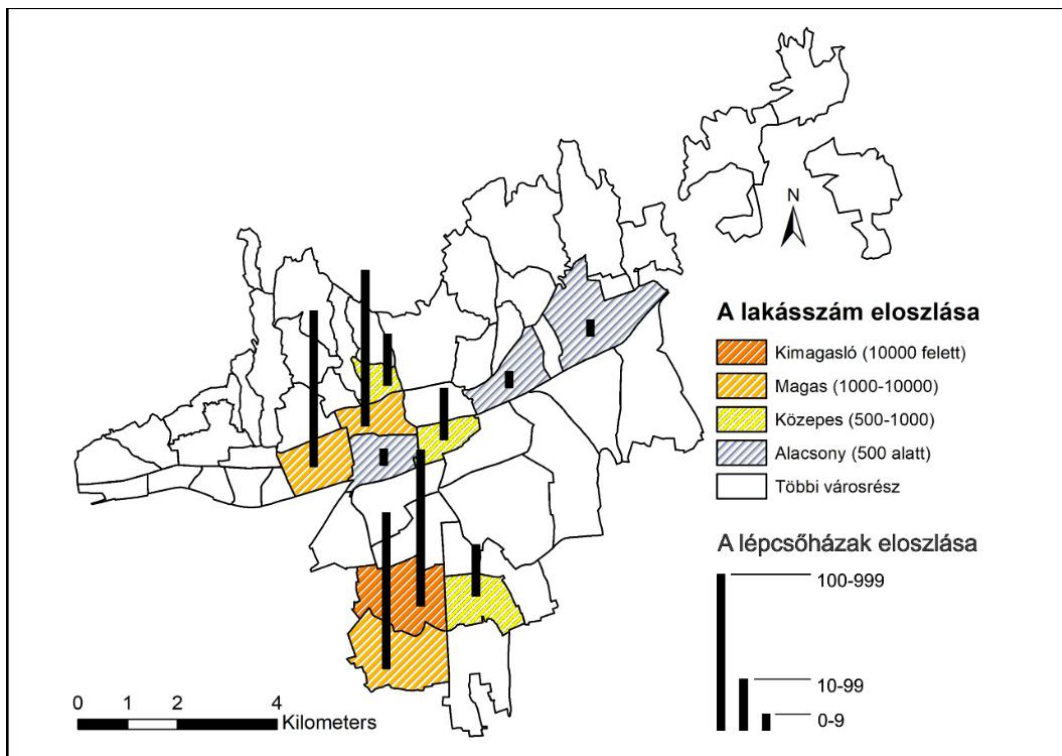 N
A lakásszám eloszlása
Kimagasló (10000 felett)
Magas (1000-10000)
Közepes (500-1000)
Alacsony (500 alatt)
Többi városrész
A lépcsőházak eloszlása
100-999
10-99
0-9
0 1 2 4
Kilometers